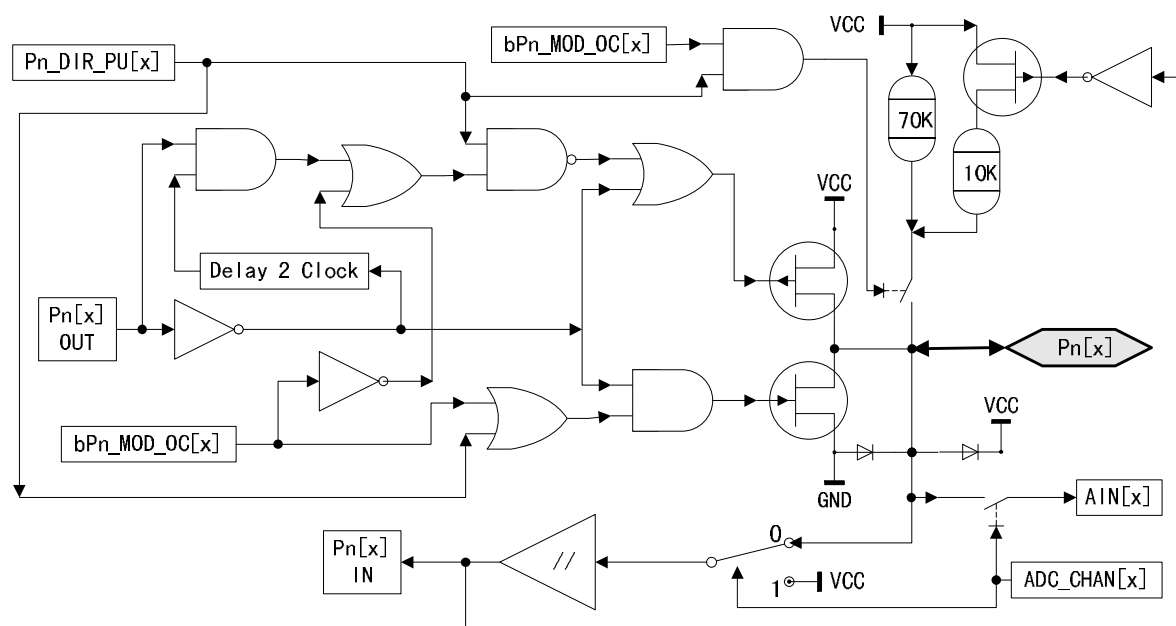 Pn_DIR_PU[x]
bPn_MOD_OC[x]
VCC
70K
10K
VCC
Delay 2 Clock
Pn[x]
OUT
Pn[x]
bPn_MOD_OC[x]
VCC
GND
AIN[x]
Pn[x]
IN
//
0
1
VCC
ADC_CHAN[x]